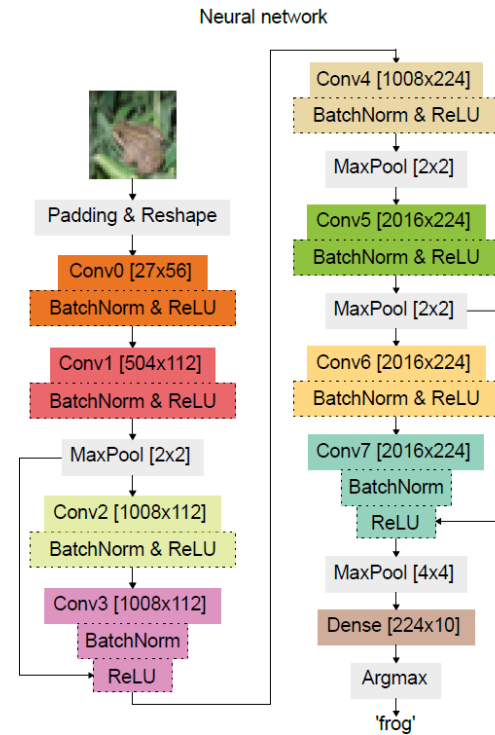 Neural network
Padding & Reshape
Conv0 [27x56]
BatchNorm & ReLU
Conv1 [504x112]
BatchNorm & ReLU
MaxPool [2x2]
Conv2 [1008x112]
BatchNorm & ReLU
Conv3 [1008x112]
BatchNorm
ReLU
Conv4 [1008x224]
BatchNorm & ReLU
MaxPool [2x2]
Conv5 [2016x224]
BatchNorm & ReLU
MaxPool [2x2]
Conv6 [2016x224]
BatchNorm & ReLU
Conv7 [2016x224]
BatchNorm
ReLU
MaxPool [4x4]
Dense [224x10]
Argmax
'frog'